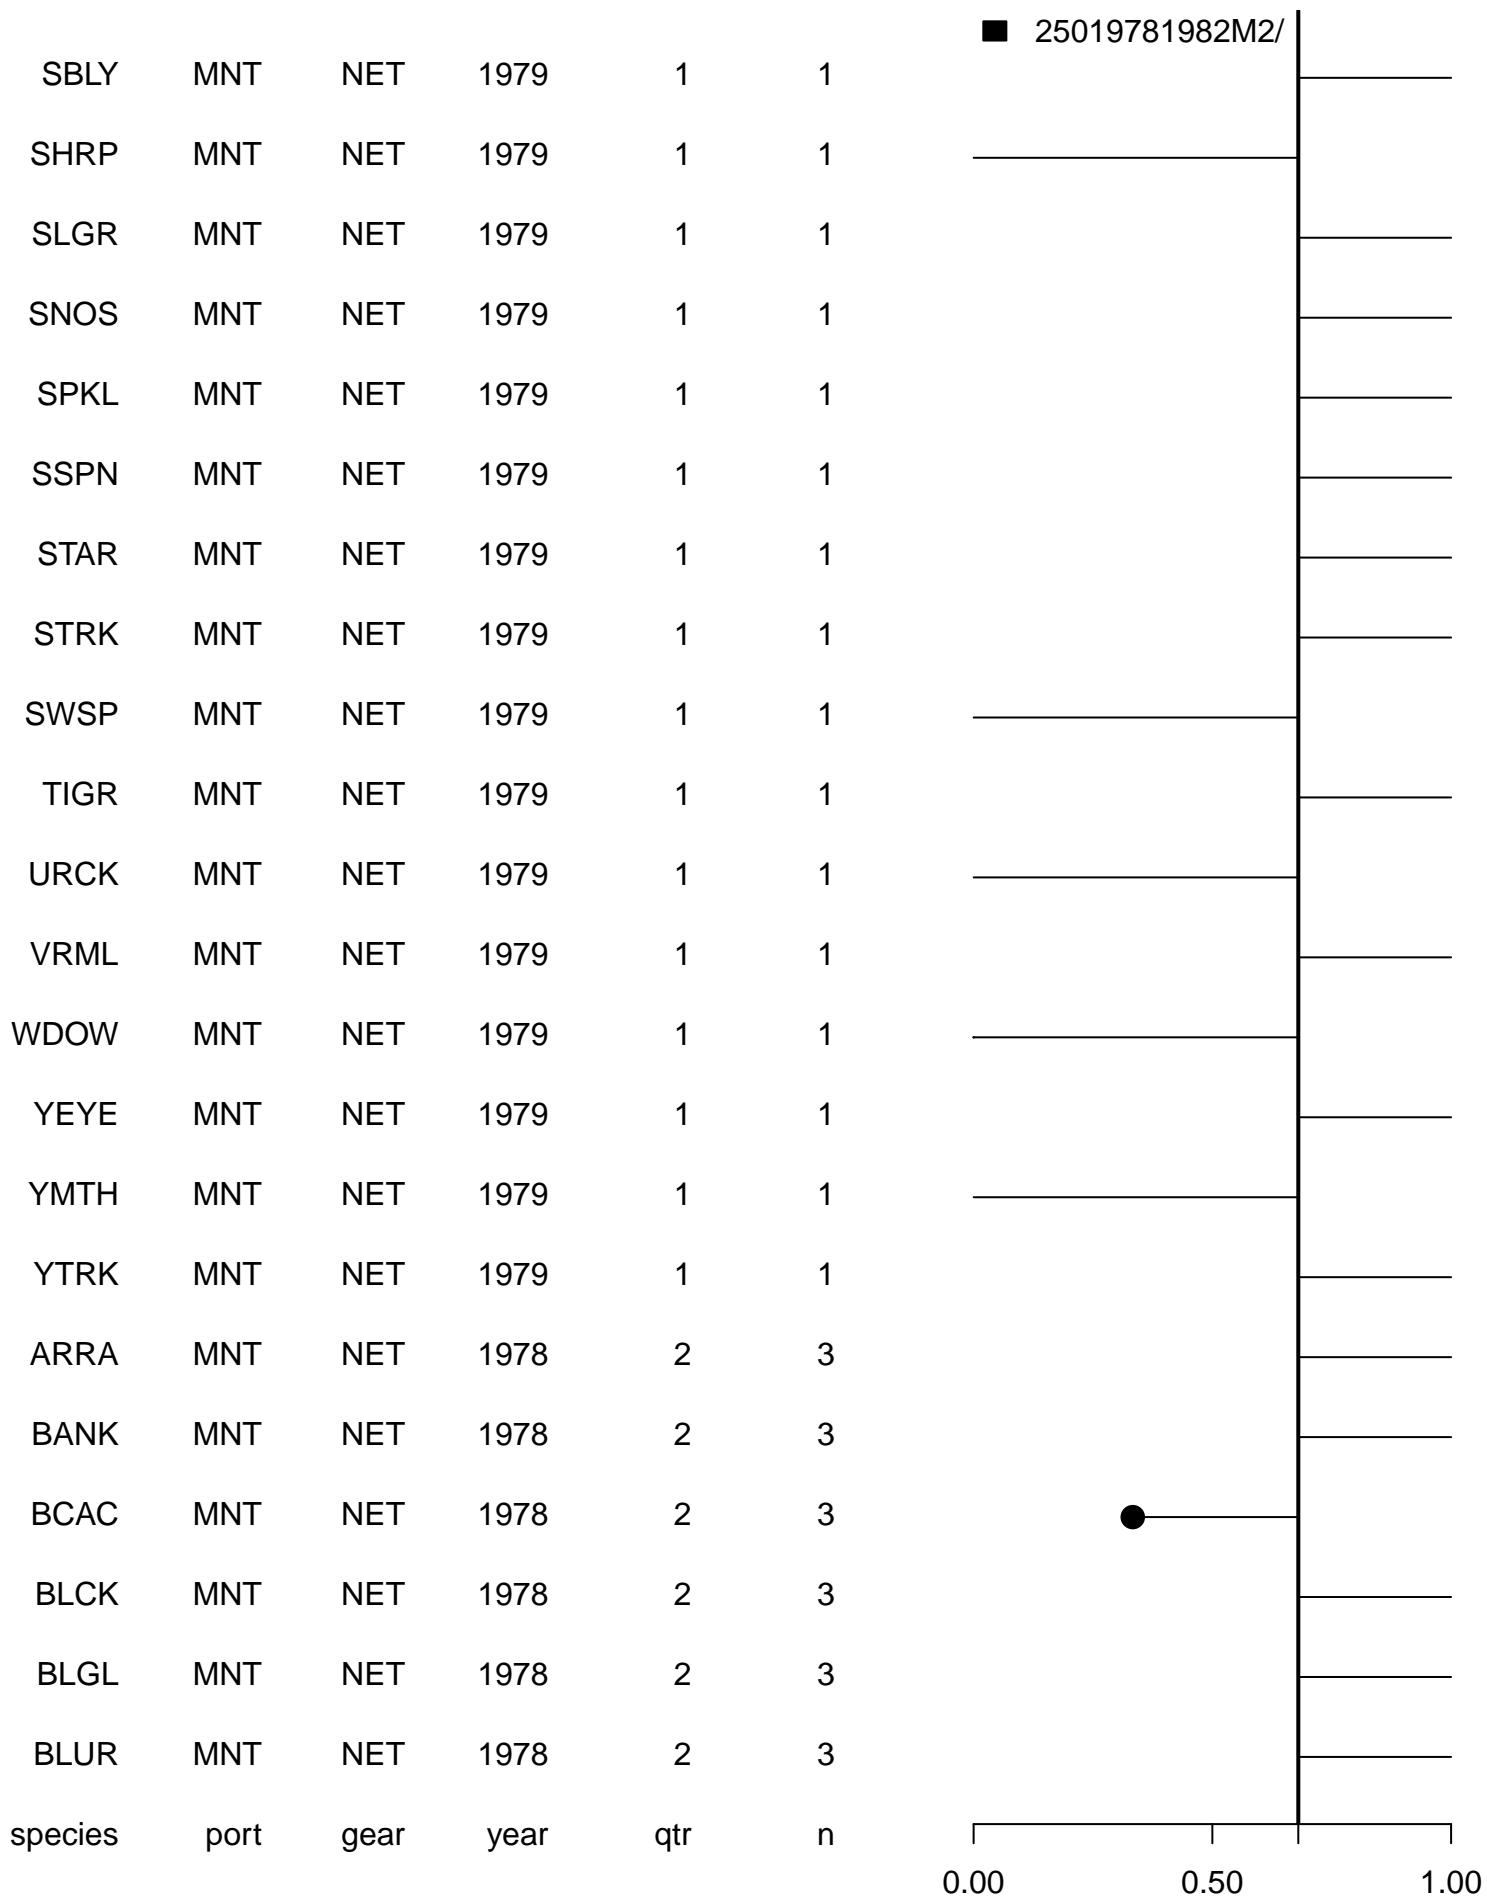 25019781982M2/
SBLY MNT NET 1979 1 1
SHRP MNT NET 1979 1 1
SLGR MNT NET 1979 1 1
SNOS MNT NET 1979 1 1
SPKL MNT NET 1979 1 1
SSPN MNT NET 1979 1 1
STAR MNT NET 1979 1 1
STRK MNT NET 1979 1 1
SWSP MNT NET 1979 1 1
TIGR MNT NET 1979 1 1
URCK MNT NET 1979 1 1
VRML MNT NET 1979 1 1
WDOW MNT NET 1979 1 1
YEYE MNT NET 1979 1 1
YMTH MNT NET 1979 1 1
YTRK MNT NET 1979 1 1
ARRA MNT NET 1978 2 3
BANK MNT NET 1978 2 3
BCAC MNT NET 1978 2 3
BLCK MNT NET 1978 2 3
BLGL MNT NET 1978 2 3
BLUR MNT NET 1978 2 3
species port gear year qtr n
0.00 0.50 1.00